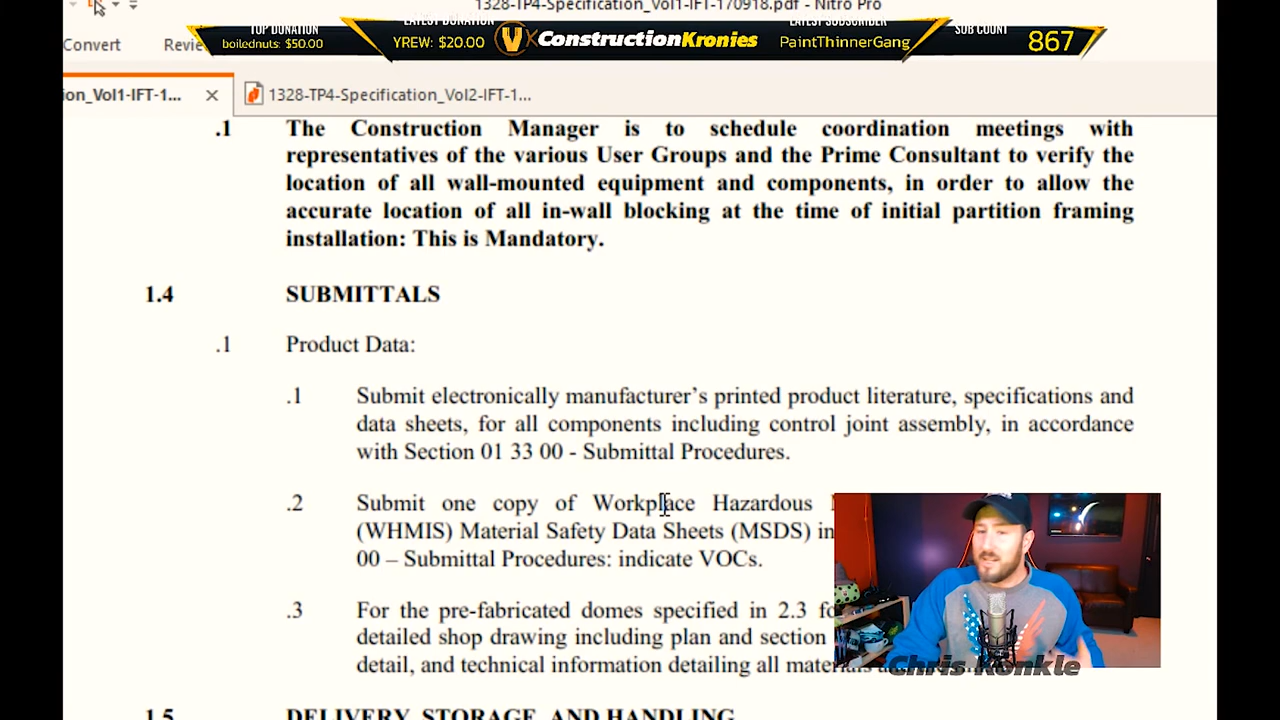 1328-TP4-Specification_Vol1-IFT-170918.pdf - Nitro Pro
TOP DONATION
boilednuts: $50.00
LATEST DONATION
YREW: $20.00
ConstructionKronies
LATEST SUBSCRIBER
PaintThinnerGang
SUB COUNT
867
Convert
Revie
ion_Vol1-IFT-1...
1328-TP4-Specification_Vol2-IFT-1...
.1 The Construction Manager is to schedule coordination meetings with
representatives of the various User Groups and the Prime Consultant to verify the
location of all wall-mounted equipment and components, in order to allow the
accurate location of all in-wall blocking at the time of initial partition framing
installation: This is Mandatory.
1.4 SUBMITTALS
.1 Product Data:
.1 Submit electronically manufacturer's printed product literature, specifications and
data sheets, for all components including control joint assembly, in accordance
with Section 01 33 00 - Submittal Procedures.
.2 Submit one copy of Workplace Hazardous
(WHMIS) Material Safety Data Sheets (MSDS) in
00 – Submittal Procedures: indicate VOCs.
.3 For the pre-fabricated domes specified in 2.3
detailed shop drawing including plan and section
detail, and technical information detailing all
Chris Konkle
1.5 DELIVERY, STORAGE, AND HANDLING